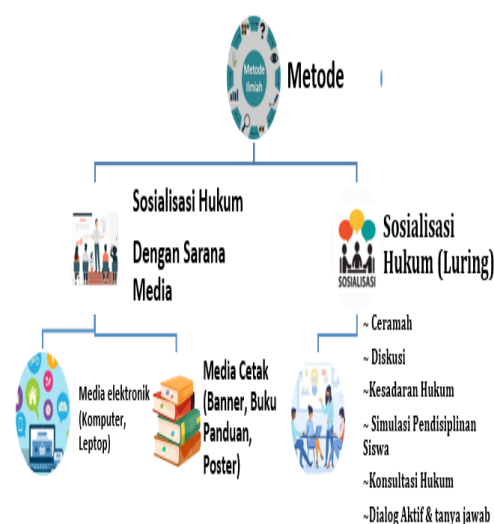 Metode
Ilmiah
Metode
Sosialisasi Hukum
Dengan Sarana
Media
SOSIALISASI
Sosialisasi
Hukum (Luring)
Media elektronik
(Komputer,
Leptop)
Media Cetak
(Banner, Buku
Panduan,
Poster)
~ Ceramah
~ Diskusi
~Kesadaran Hukum
~ Simulasi Pendisiplinan
Siswa
~Konsultasi Hukum
~Dialog Aktif & tanya jawab